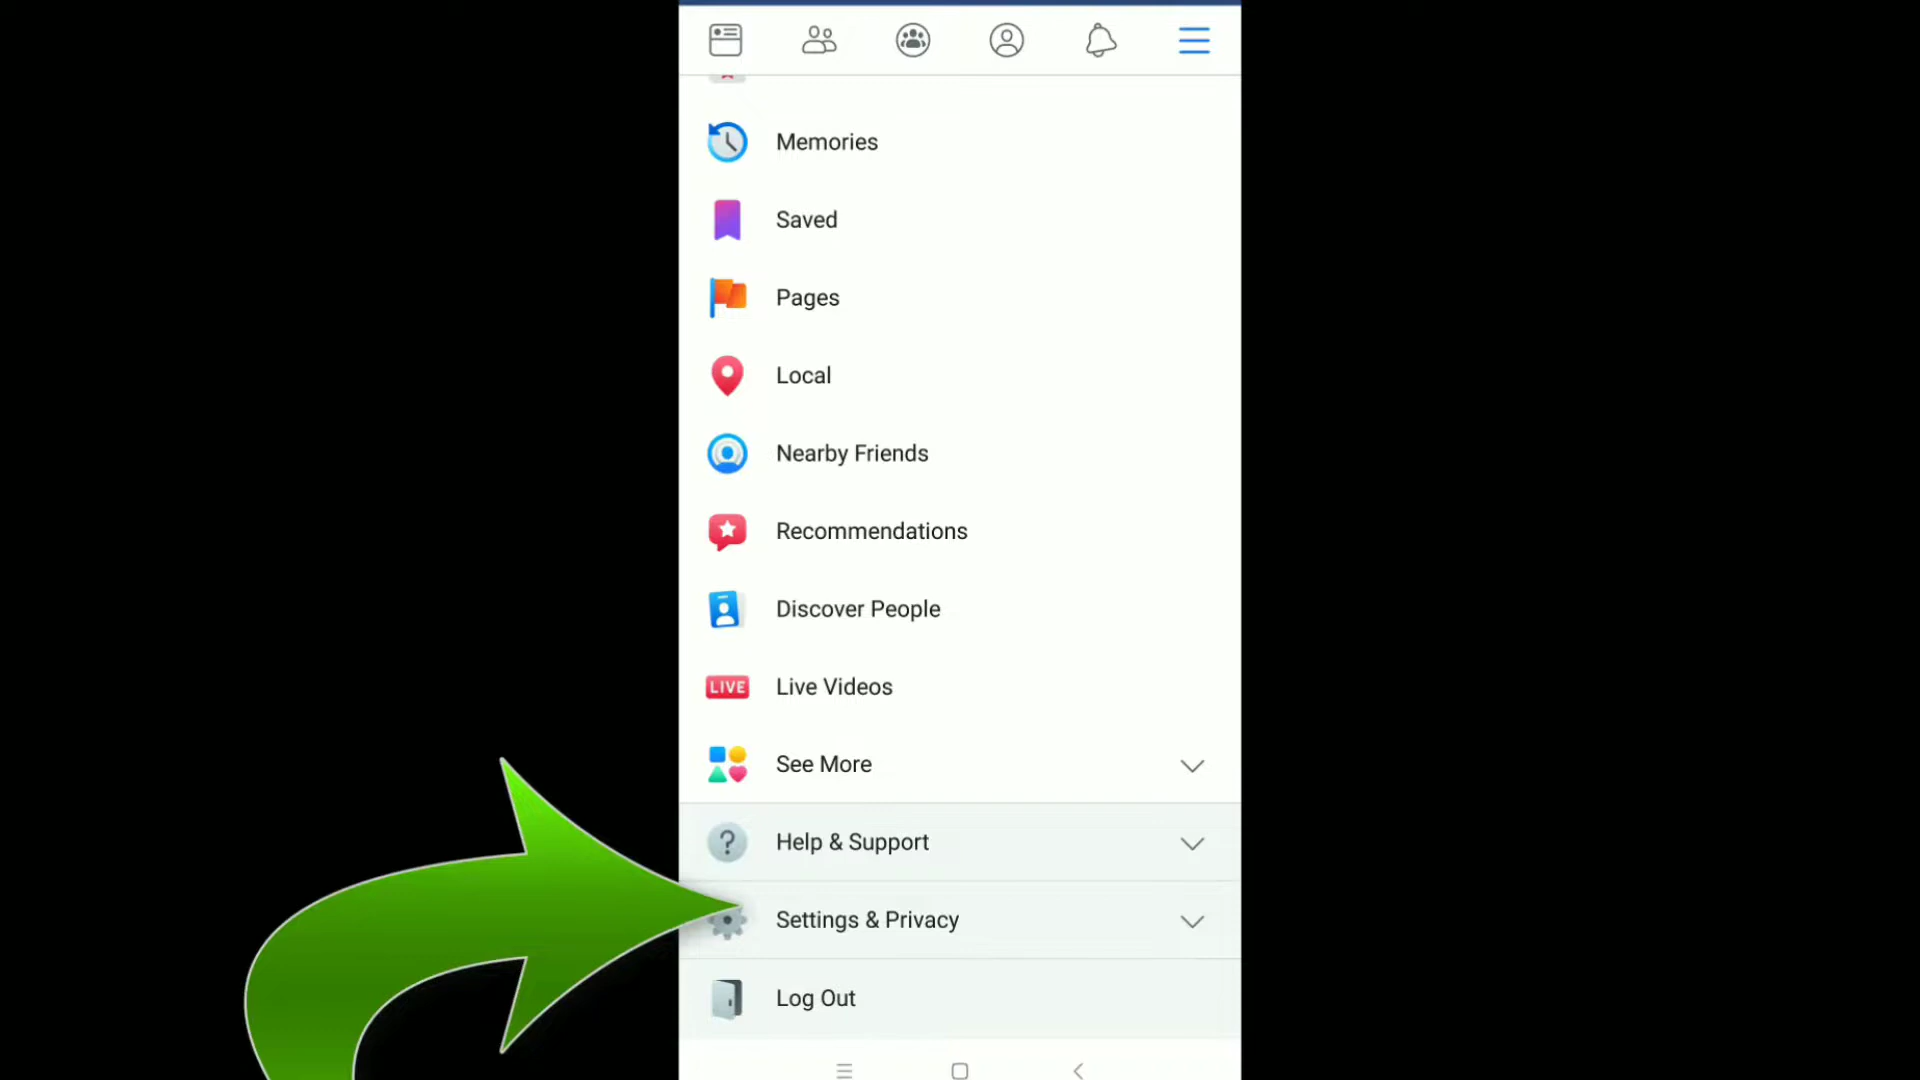 Memories
Saved
Pages
Local
Nearby Friends
Recommendations
Discover People
LIVE Live Videos
See More
? Help & Support
Settings & Privacy
Log Out